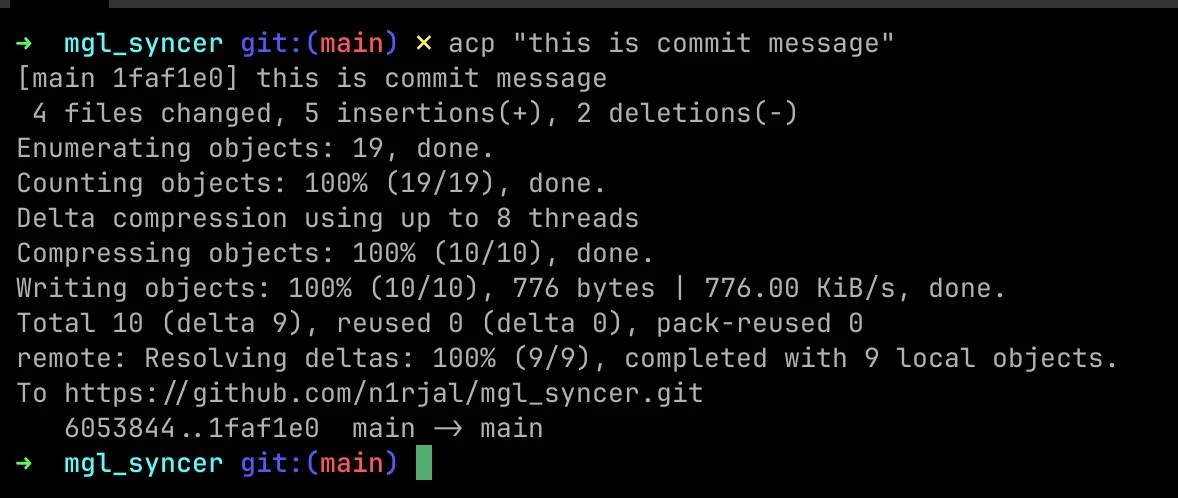 ➜ mgl_syncer git:(main) ✗ acp "this is commit message"
[main 1faf1e0] this is commit message
 4 files changed, 5 insertions(+), 2 deletions(-)
Enumerating objects: 19, done.
Counting objects: 100% (19/19), done.
Delta compression using up to 8 threads
Compressing objects: 100% (10/10), done.
Writing objects: 100% (10/10), 776 bytes | 776.00 KiB/s, done.
Total 10 (delta 9), reused 0 (delta 0), pack-reused 0
remote: Resolving deltas: 100% (9/9), completed with 9 local objects.
To https://github.com/n1rjal/mgl_syncer.git
   6053844..1faf1e0  main -> main
➜ mgl_syncer git:(main)